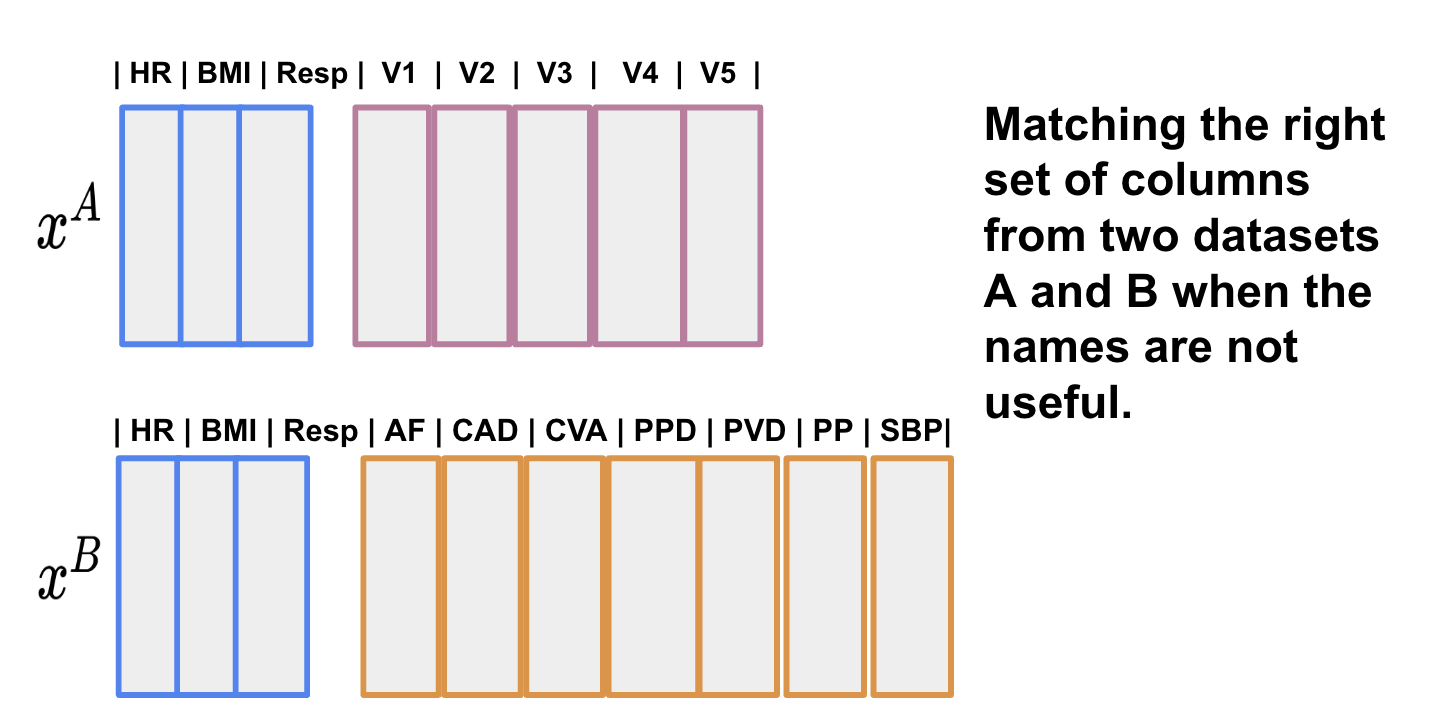 | HR | BMI | Resp | V1 | V2 | V3 | V4 | V5 |
x^A
Matching the right
set of columns
from two datasets
A and B when the
names are not
useful.
| HR | BMI | Resp | AF | CAD | CVA | PPD | PVD | PP | SBP|
x^B